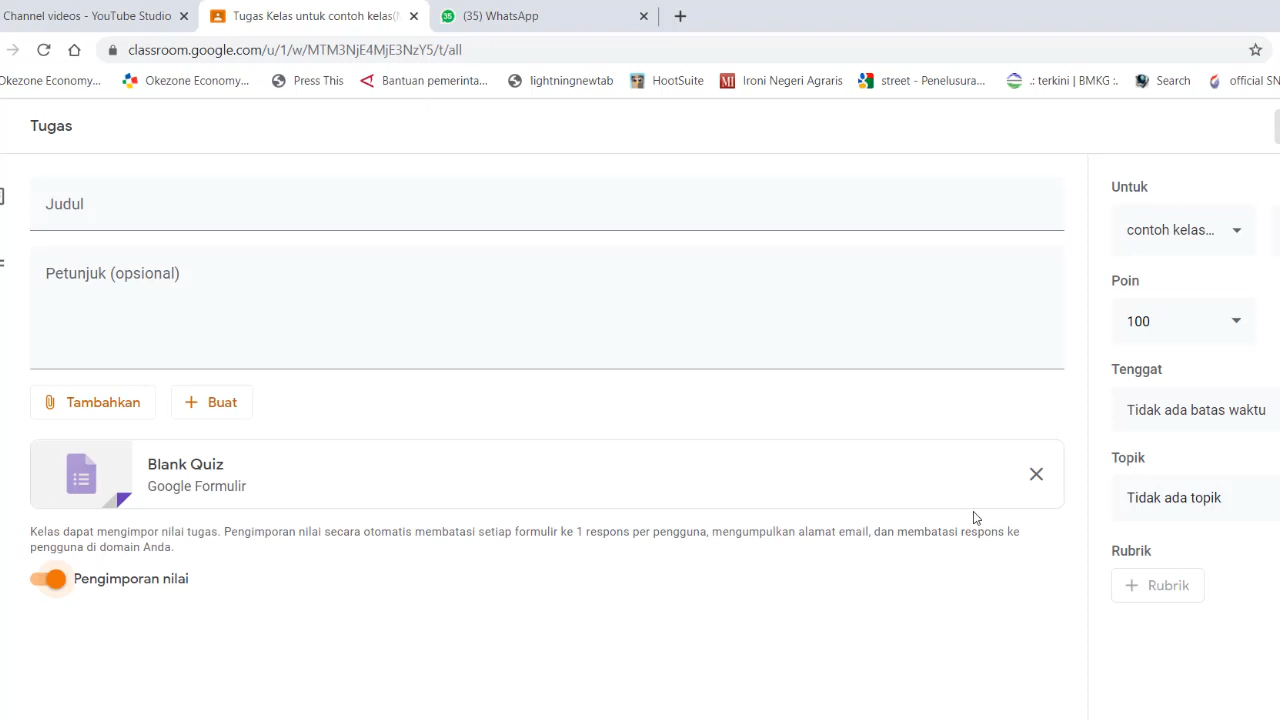 Channel videos - YouTube Studio
Tugas Kelas untuk contoh kelas(
(35) WhatsApp
classroom.google.com/u/1/w/MTM3NjE4MjE3NzY5/t/all
Okezone Economy... Okezone Economy... Press This Bantuan pemerinta... lightningnewtab HootSuite Ironi Negeri Agraris street - Penelusura... .: terkini | BMKG :. Search official SN
Tugas
Judul
Petunjuk (opsional)
Tambahkan
Buat
Blank Quiz
Google Formulir
Kelas dapat mengimpor nilai tugas. Pengimporan nilai secara otomatis membatasi setiap formulir ke 1 respons per pengguna, mengumpulkan alamat email, dan membatasi respons ke
pengguna di domain Anda.
Pengimporan nilai
Untuk
contoh kelas...
Poin
100
Tenggat
Tidak ada batas waktu
Topik
Tidak ada topik
Rubrik
Rubrik